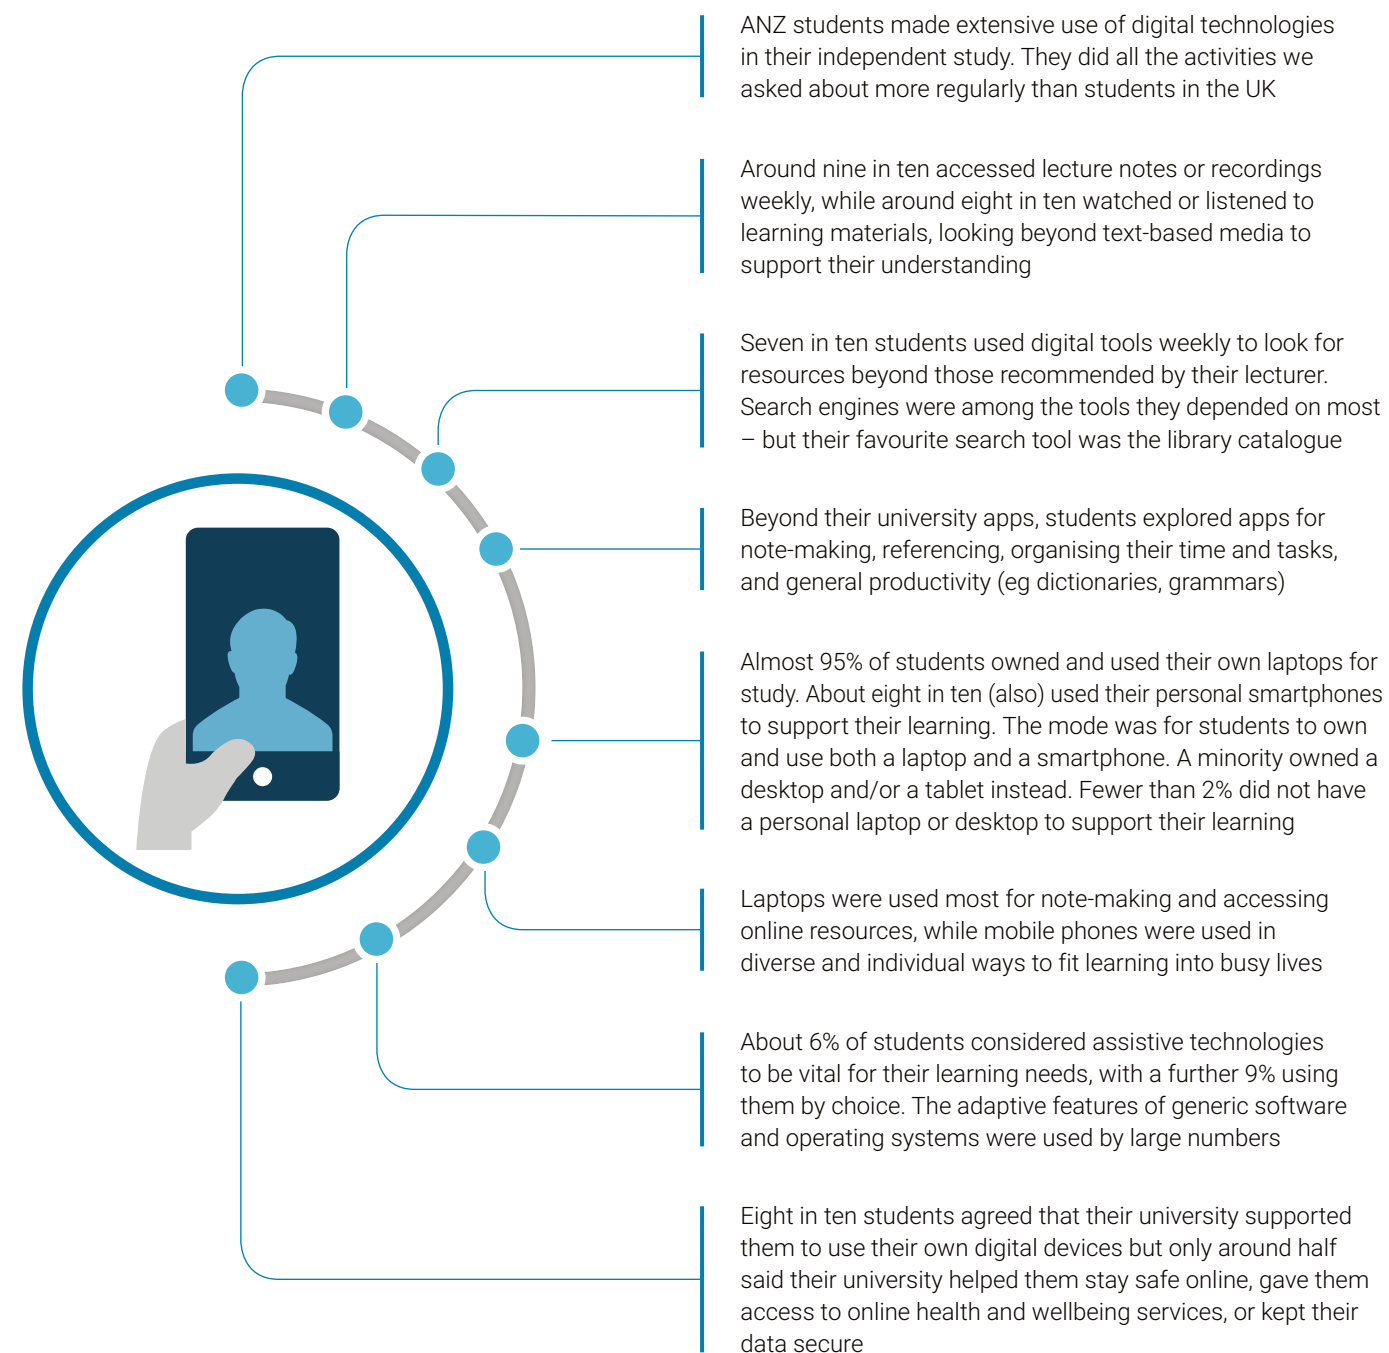 ANZ students made extensive use of digital technologies
in their independent study. They did all the activities we
asked about more regularly than students in the UK
Around nine in ten accessed lecture notes or recordings
weekly, while around eight in ten watched or listened to
learning materials, looking beyond text-based media to
support their understanding
Seven in ten students used digital tools weekly to look for
resources beyond those recommended by their lecturer.
Search engines were among the tools they depended on most
– but their favourite search tool was the library catalogue
Beyond their university apps, students explored apps for
note-making, referencing, organising their time and tasks,
and general productivity (eg dictionaries, grammars)
Almost 95% of students owned and used their own laptops for
study. About eight in ten (also) used their personal smartphones
to support their learning. The mode was for students to own
and use both a laptop and a smartphone. A minority owned a
desktop and/or a tablet instead. Fewer than 2% did not have
a personal laptop or desktop to support their learning
Laptops were used most for note-making and accessing
online resources, while mobile phones were used in
diverse and individual ways to fit learning into busy lives
About 6% of students considered assistive technologies
to be vital for their learning needs, with a further 9% using
them by choice. The adaptive features of generic software
and operating systems were used by large numbers
Eight in ten students agreed that their university supported
them to use their own digital devices but only around half
said their university helped them stay safe online, gave them
access to online health and wellbeing services, or kept their
data secure